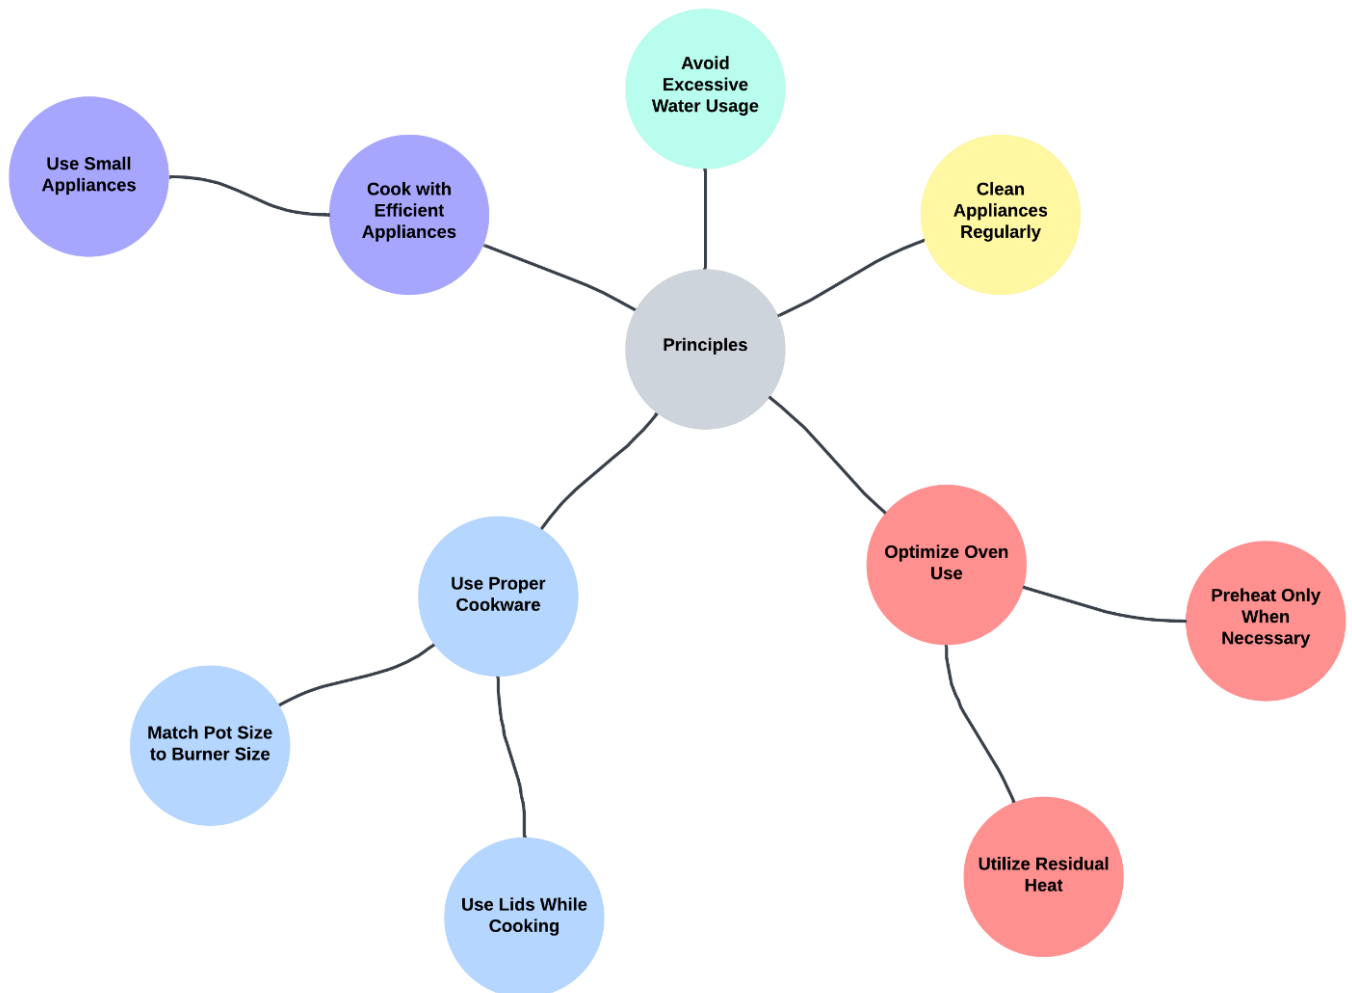 Avoid
Excessive
Water Usage
Use Small
Appliances
Cook with
Efficient
Appliances
Clean
Appliances
Regularly
Principles
Use Proper
Cookware
Optimize Oven
Use
Preheat Only
When
Necessary
Match Pot Size
to Burner Size
Utilize Residual
Heat
Use Lids While
Cooking